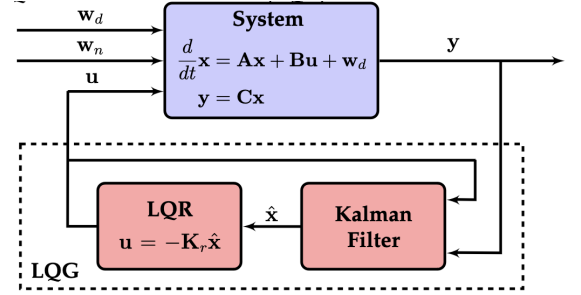 w_d
System
w_n
d/dt x = Ax + Bu + w_d
y
u
y = Cx
LQR
x̂
Kalman
u = −K_r x̂
Filter
LQG